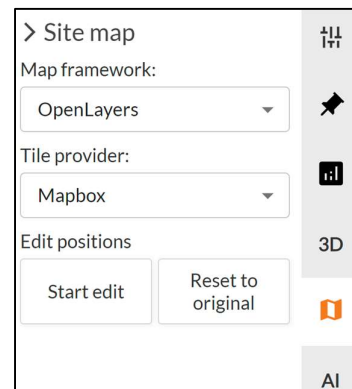 Site map
Map framework:
OpenLayers
Tile provider:
Mapbox
Edit positions
Start edit
Reset to
original
3D
AI